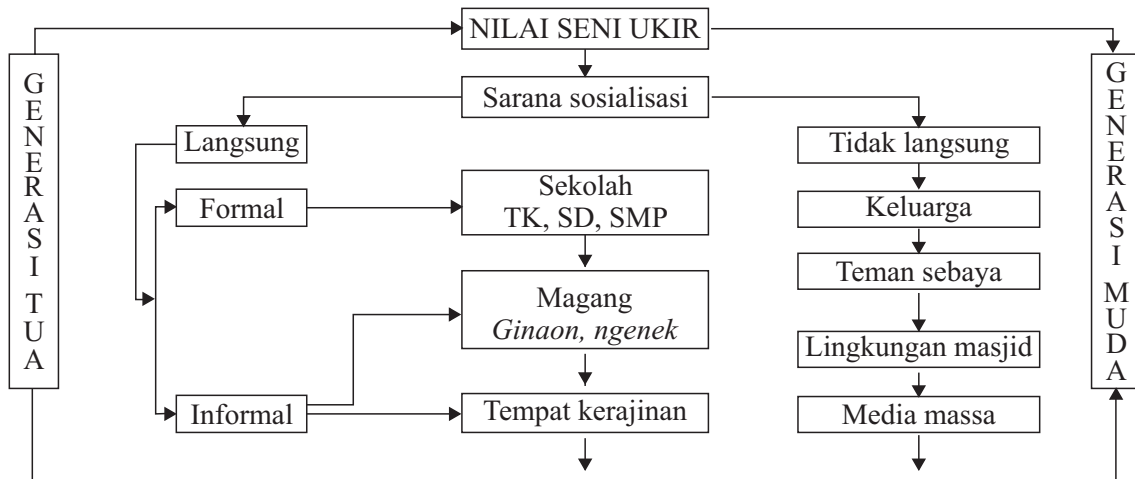 NILAI SENI UKIR
GENERASI TUA
GENERASI MUDA
Sarana sosialisasi
Langsung
Tidak langsung
Formal
Sekolah
TK, SD, SMP
Keluarga
Teman sebaya
Magang
Ginaon, ngenek
Lingkungan masjid
Informal
Tempat kerajinan
Media massa